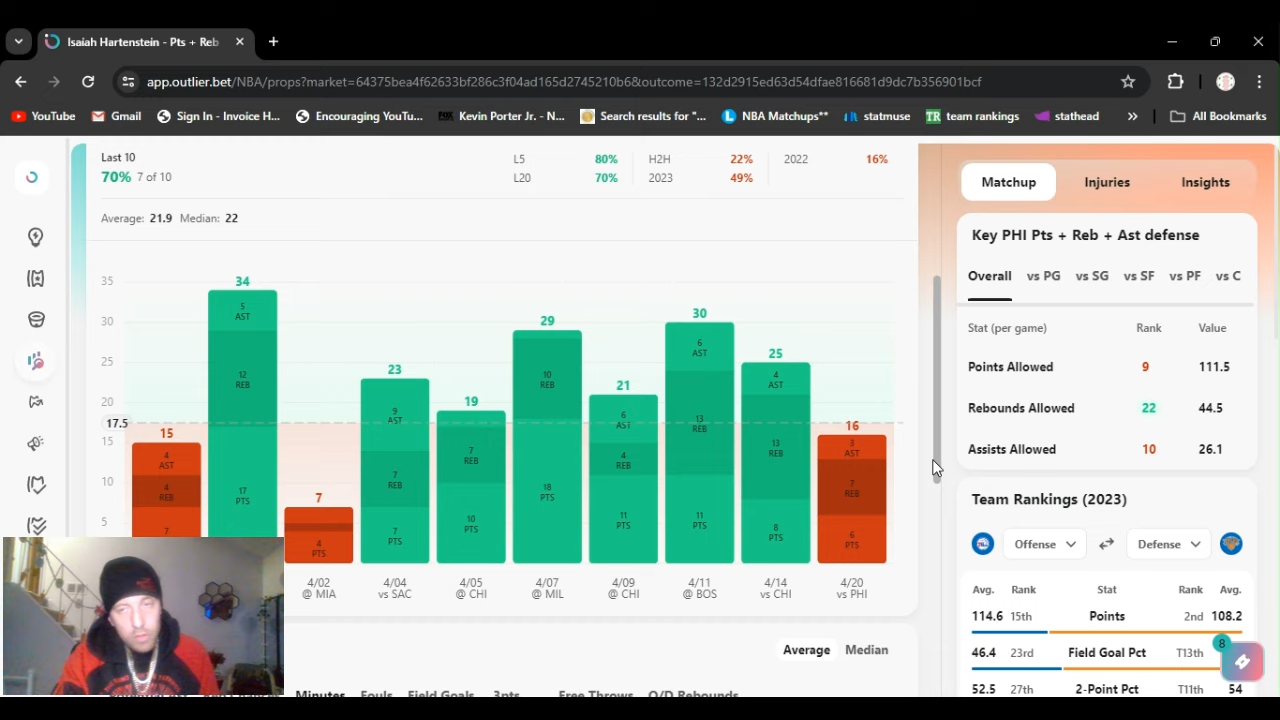 Isaiah Hartenstein - Pts + Reb
app.outlier.bet/NBA/props?market=64375bea4f62633bf286c3f04ad165d2745210b6&outcome=132d2915ed63d54dfae816681d9dc7b356901bcf
YouTube Gmail Sign In - Invoice H... Encouraging YouTu... Kevin Porter Jr. - N... Search results for "... NBA Matchups** statmuse team rankings stathead All Bookmarks
Last 10
70% 7 of 10
L5 80% H2H 22% 2022 16%
L20 70% 2023 49%
Average: 21.9 Median: 22
35
30
25
20
17.5
15
10
5
15
4 AST
4 REB
7
34
5 AST
12 REB
17 PTS
7
4 PTS
23
9 AST
7 REB
7 PTS
19
7 REB
10 PTS
29
10 REB
18 PTS
21
6 AST
4 REB
11 PTS
30
6 AST
13 REB
11 PTS
25
4 AST
13 REB
8 PTS
16
3 AST
7 REB
6 PTS
4/02 4/04 4/05 4/07 4/09 4/11 4/14 4/20
@ MIA vs SAC @ CHI @ MIL @ CHI @ BOS vs CHI vs PHI
Average Median
Minutes Fouls Field Goals 3pts Free Throws O/D Rebounds
Matchup Injuries Insights
Key PHI Pts + Reb + Ast defense
Overall vs PG vs SG vs SF vs PF vs C
Stat (per game) Rank Value
Points Allowed 9 111.5
Rebounds Allowed 22 44.5
Assists Allowed 10 26.1
Team Rankings (2023)
Offense Defense
Avg. Rank Stat Rank Avg.
114.6 15th Points 2nd 108.2
46.4 23rd Field Goal Pct T13th
8
52.5 27th 2-Point Pct T11th 54